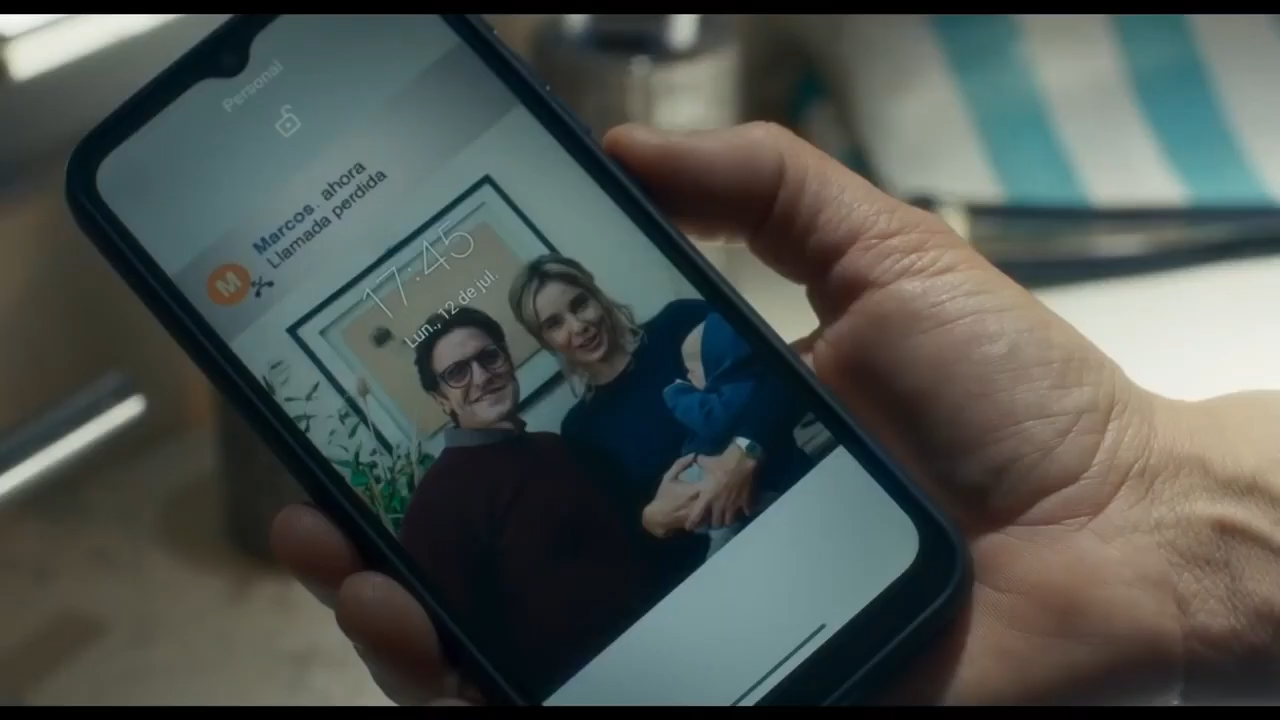 Personal
Marcos. ahora
Llamada perdida
M
17:45
Lun., 12 de jul.